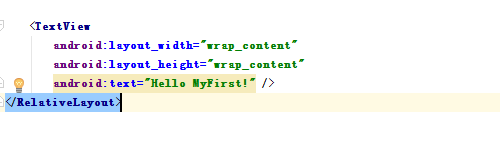 <TextView
android:layout_width="wrap_content"
android:layout_height="wrap_content"
android:text="Hello MyFirst!" />
</RelativeLayout>